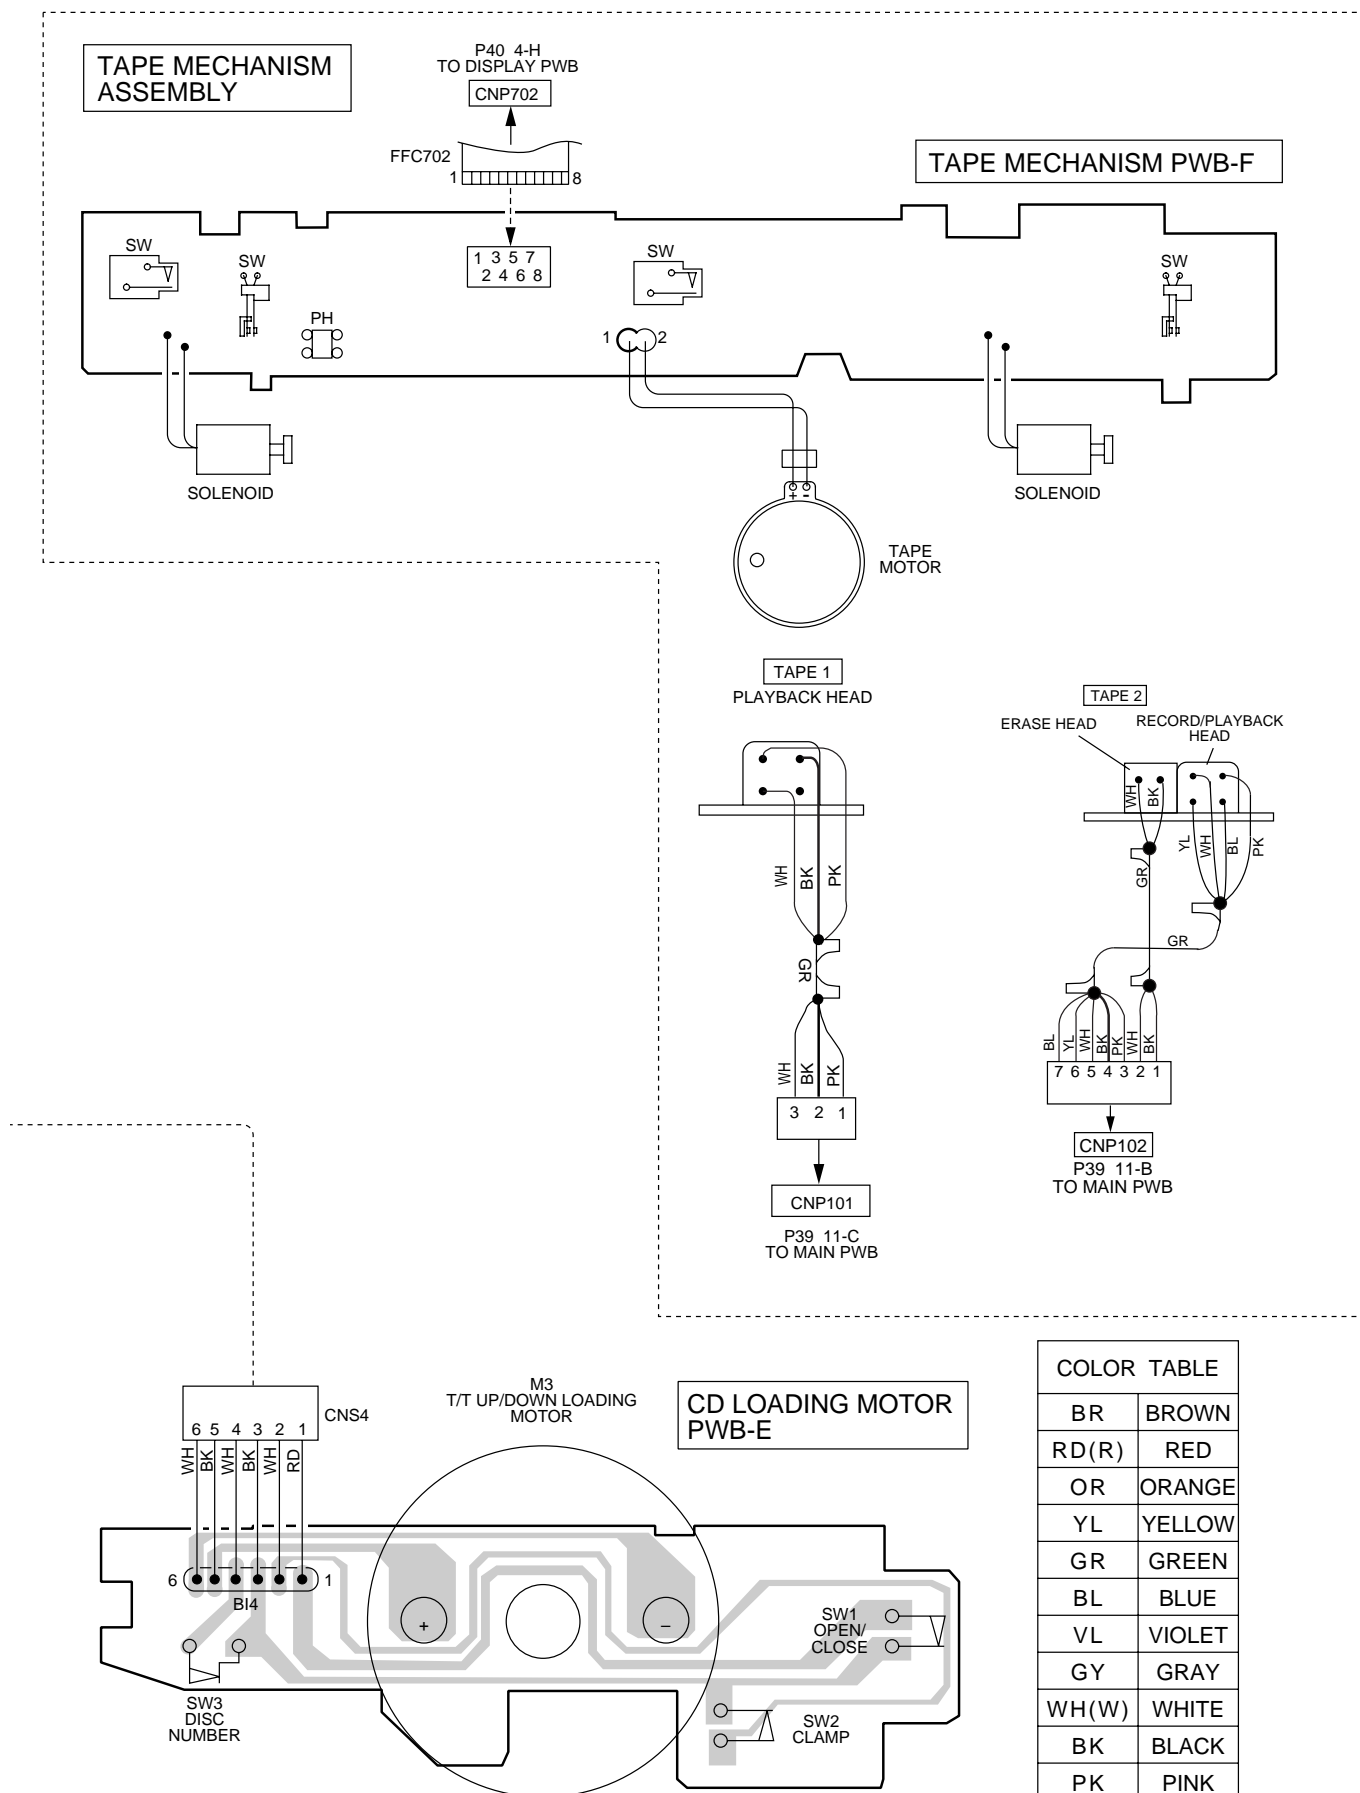 TAPE MECHANISM
ASSEMBLY
P40 4-H
TO DISPLAY PWB
CNP702
FFC702
1 8
TAPE MECHANISM PWB-F
SW
SW
PH
1 3 5 7
2 4 6 8
SW
SW
1 2
SOLENOID
SOLENOID
+ -
TAPE
MOTOR
TAPE 1
PLAYBACK HEAD
WH BK PK
GR
WH BK PK
3 2 1
CNP101
P39 11-C
TO MAIN PWB
TAPE 2
ERASE HEAD
RECORD/PLAYBACK
HEAD
WH BK
YL WH BL PK
GR
GR
BL YL WH BK PK WH BK
7 6 5 4 3 2 1
CNP102
P39 11-B
TO MAIN PWB
CNS4
6 5 4 3 2 1
WH BK WH BK WH RD
6 1
BI4
M3
T/T UP/DOWN LOADING
MOTOR
CD LOADING MOTOR
PWB-E
+ −
SW1
OPEN/
CLOSE
SW2
CLAMP
SW3
DISC
NUMBER
COLOR TABLE
BR BROWN
RD(R) RED
OR ORANGE
YL YELLOW
GR GREEN
BL BLUE
VL VIOLET
GY GRAY
WH(W) WHITE
BK BLACK
PK PINK